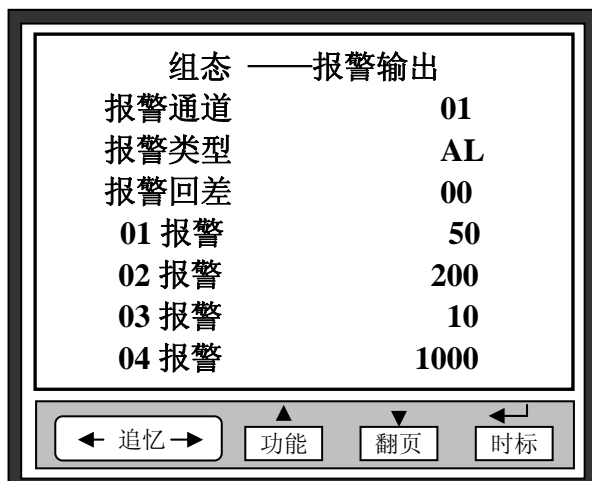 组态 ——报警输出
报警通道 01
报警类型 AL
报警回差 00
01 报警 50
02 报警 200
03 报警 10
04 报警 1000
追忆 功能 翻页 时标